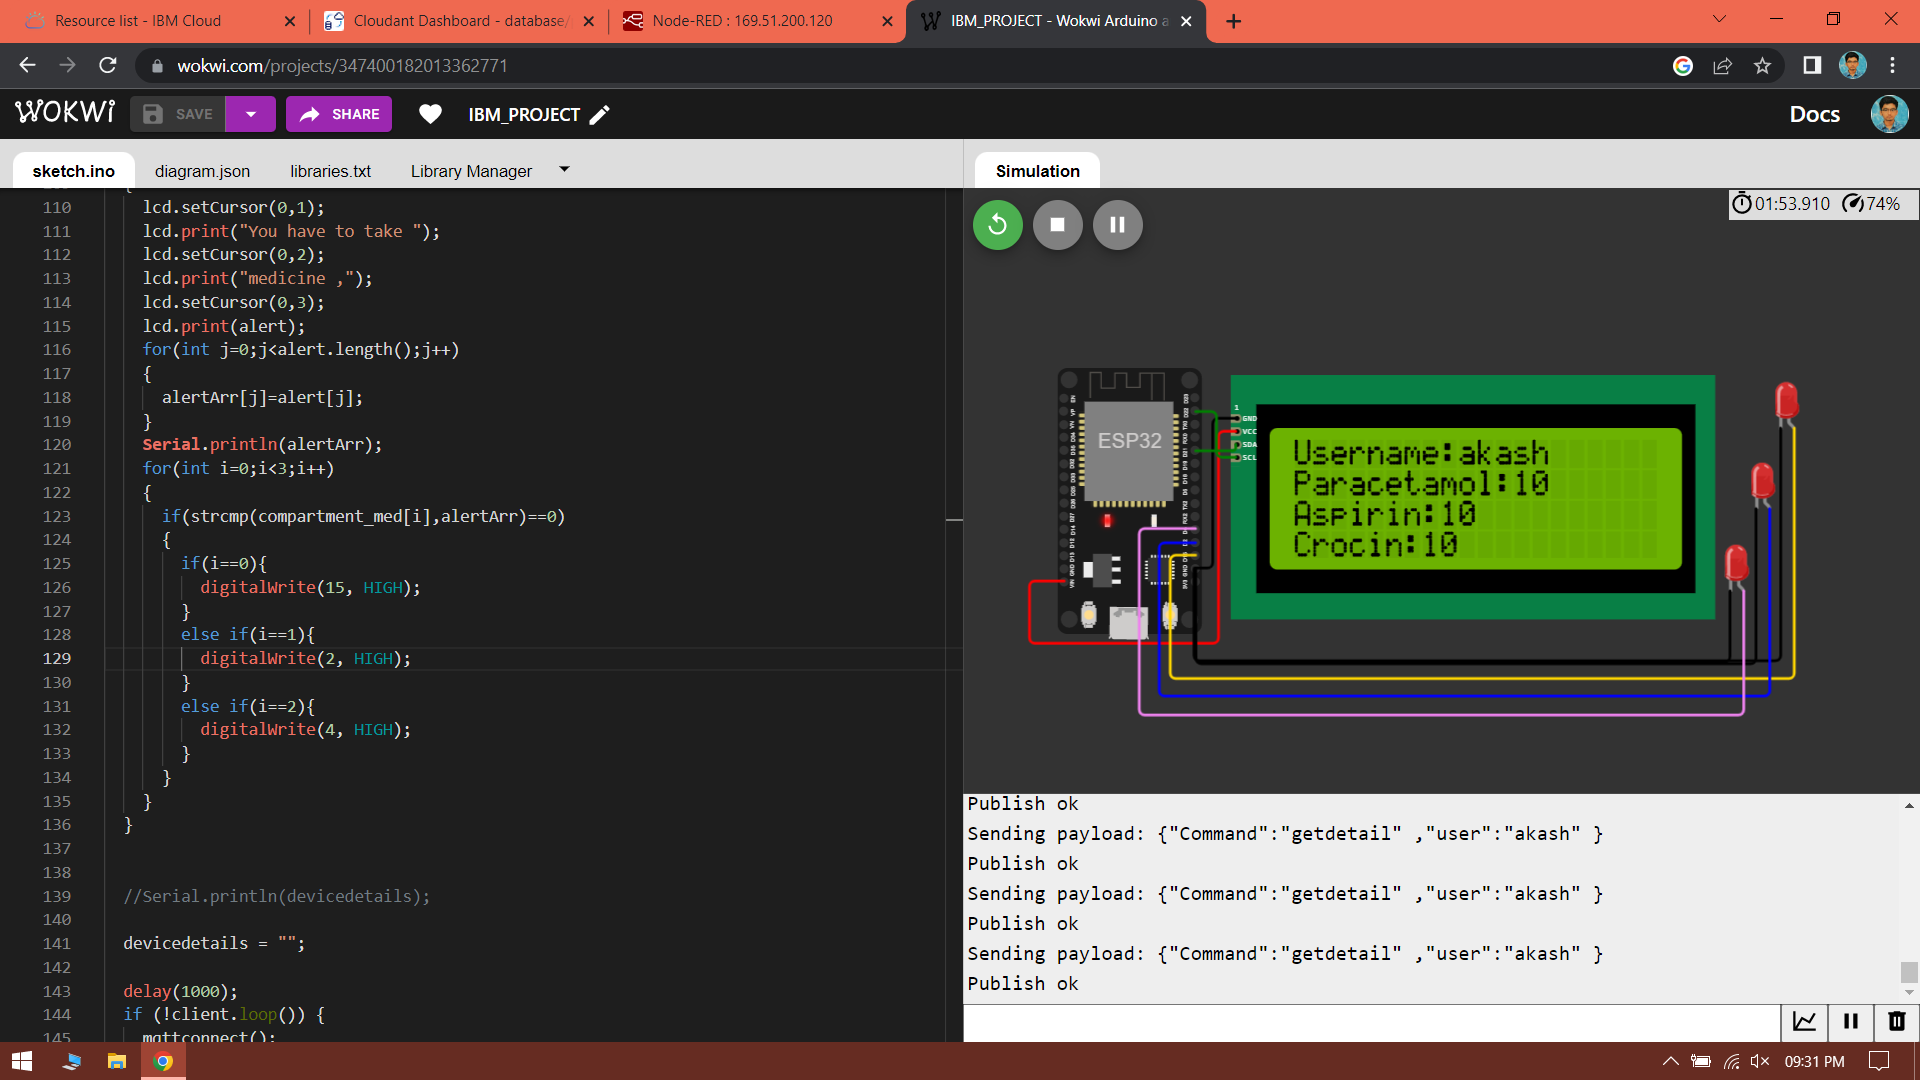 Resource list - IBM Cloud
Cloudant Dashboard - database/
Node-RED : 169.51.200.120
IBM_PROJECT - Wokwi Arduino a
wokwi.com/projects/347400182013362771
WOKWi
SAVE
SHARE
IBM_PROJECT
Docs
sketch.ino
diagram.json
libraries.txt
Library Manager
Simulation
110 lcd.setCursor(0,1);
111 lcd.print("You have to take ");
112 lcd.setCursor(0,2);
113 lcd.print("medicine ,");
114 lcd.setCursor(0,3);
115 lcd.print(alert);
116 for(int j=0;j<alert.length();j++)
117 {
118 alertArr[j]=alert[j];
119 }
120 Serial.println(alertArr);
121 for(int i=0;i<3;i++)
122 {
123 if(strcmp(compartment_med[i],alertArr)==0)
124 {
125 if(i==0){
126 digitalWrite(15, HIGH);
127 }
128 else if(i==1){
129 digitalWrite(2, HIGH);
130 }
131 else if(i==2){
132 digitalWrite(4, HIGH);
133 }
134 }
135 }
136 }
137
138
139 //Serial.println(devicedetails);
140
141 devicedetails = "";
142
143 delay(1000);
144 if (!client.loop()) {
145 mqttconnect();
01:53.910 74%
ESP32
1
GND
VCC
SDA
SCL
Username:akash
Paracetamol:10
Aspirin:10
Crocin:10
Publish ok
Sending payload: {"Command":"getdetail" ,"user":"akash" }
Publish ok
Sending payload: {"Command":"getdetail" ,"user":"akash" }
Publish ok
Sending payload: {"Command":"getdetail" ,"user":"akash" }
Publish ok
09:31 PM